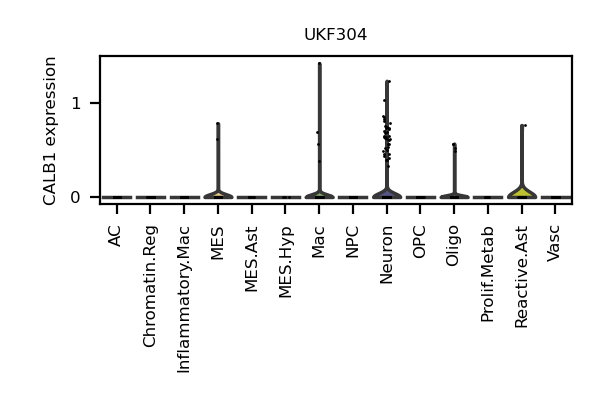 UKF304
CALB1 expression
1
0
AC
Chromatin.Reg
Inflammatory.Mac
MES
MES.Ast
MES.Hyp
Mac
NPC
Neuron
OPC
Oligo
Prolif.Metab
Reactive.Ast
Vasc